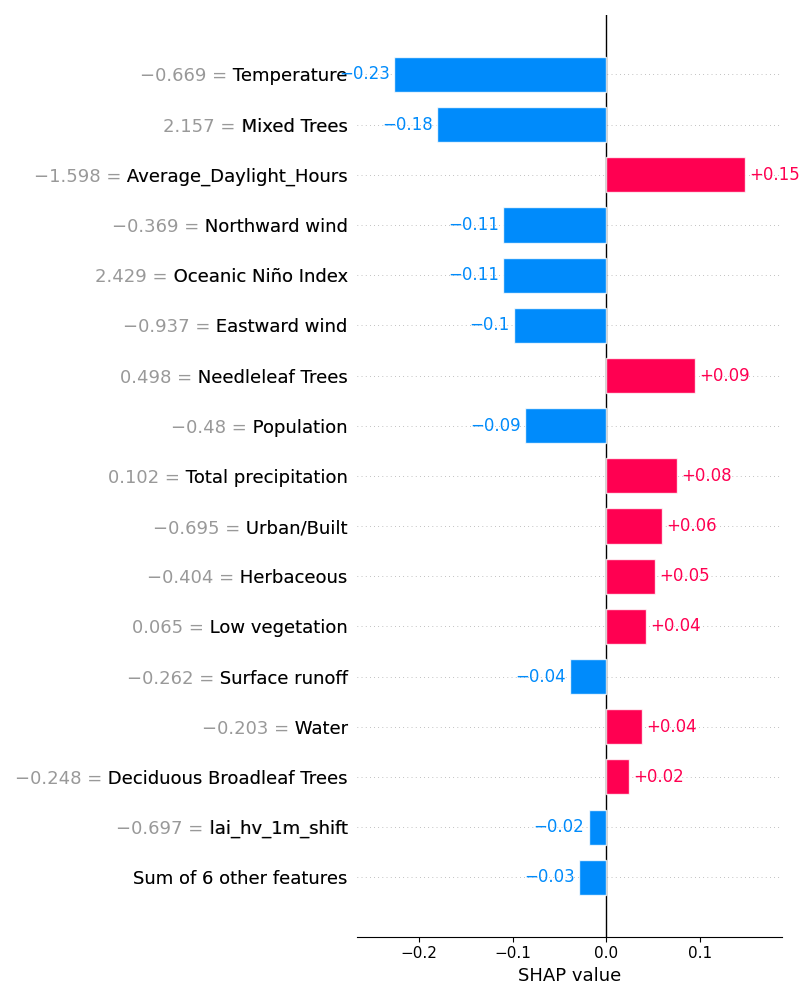 −0.669 = Temperature −0.23
2.157 = Mixed Trees −0.18
−1.598 = Average_Daylight_Hours +0.15
−0.369 = Northward wind −0.11
2.429 = Oceanic Niño Index −0.11
−0.937 = Eastward wind −0.1
0.498 = Needleleaf Trees +0.09
−0.48 = Population −0.09
0.102 = Total precipitation +0.08
−0.695 = Urban/Built +0.06
−0.404 = Herbaceous +0.05
0.065 = Low vegetation +0.04
−0.262 = Surface runoff −0.04
−0.203 = Water +0.04
−0.248 = Deciduous Broadleaf Trees +0.02
−0.697 = lai_hv_1m_shift −0.02
Sum of 6 other features −0.03
−0.2 −0.1 0.0 0.1
SHAP value